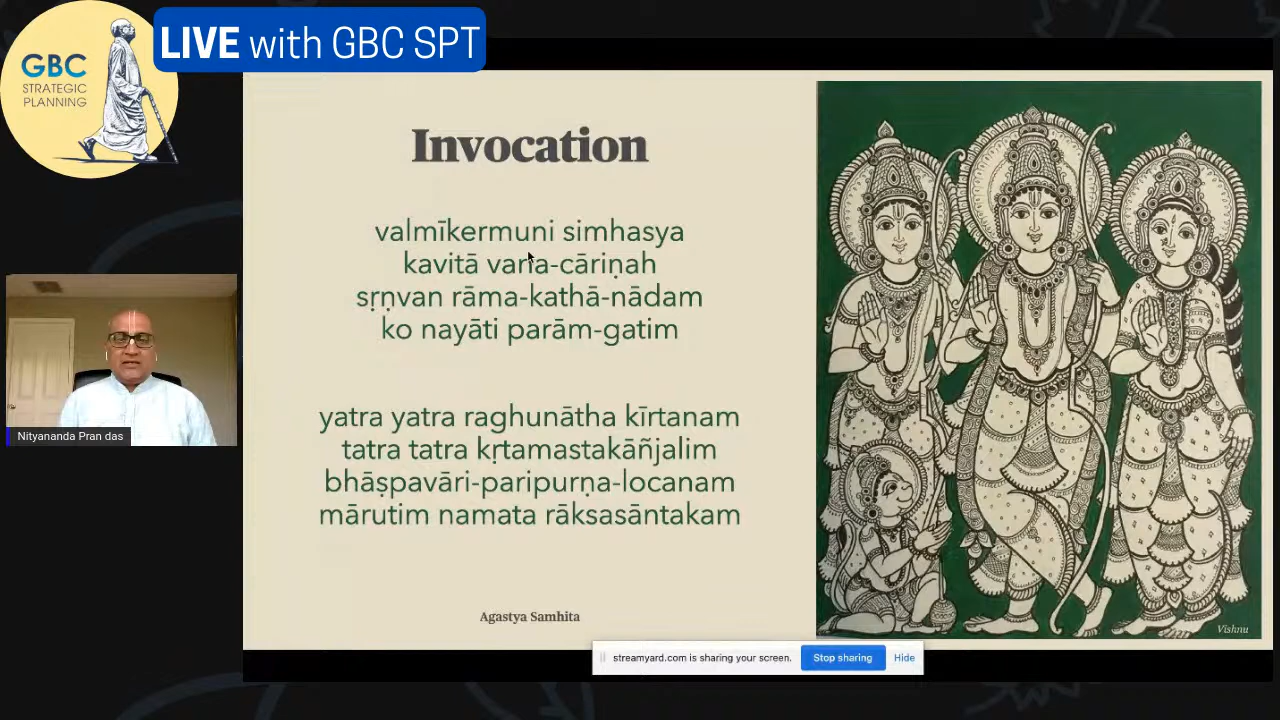 LIVE with GBC SPT
GBC
STRATEGIC
PLANNING
Invocation
valmīkermuni simhasya
kavitā vana-cāriṇah
sṛṇvan rāma-kathā-nādam
ko nayāti parām-gatim
yatra yatra raghunātha kīrtanam
tatra tatra kṛtamastakāñjalim
bhāṣpavāri-paripurṇa-locanam
mārutim namata rāksasāntakam
Agastya Samhita
Vishnu
Nityananda Pran das
streamyard.com is sharing your screen.
Stop sharing
Hide